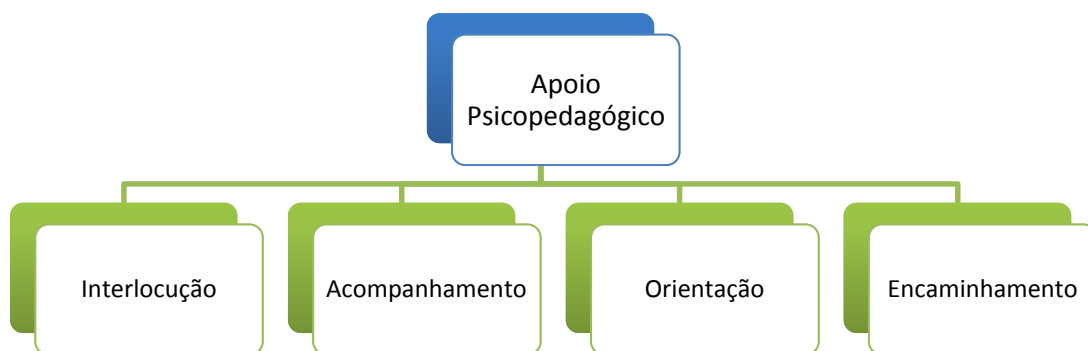 Apoio
Psicopedagógico
Interlocução
Acompanhamento
Orientação
Encaminhamento